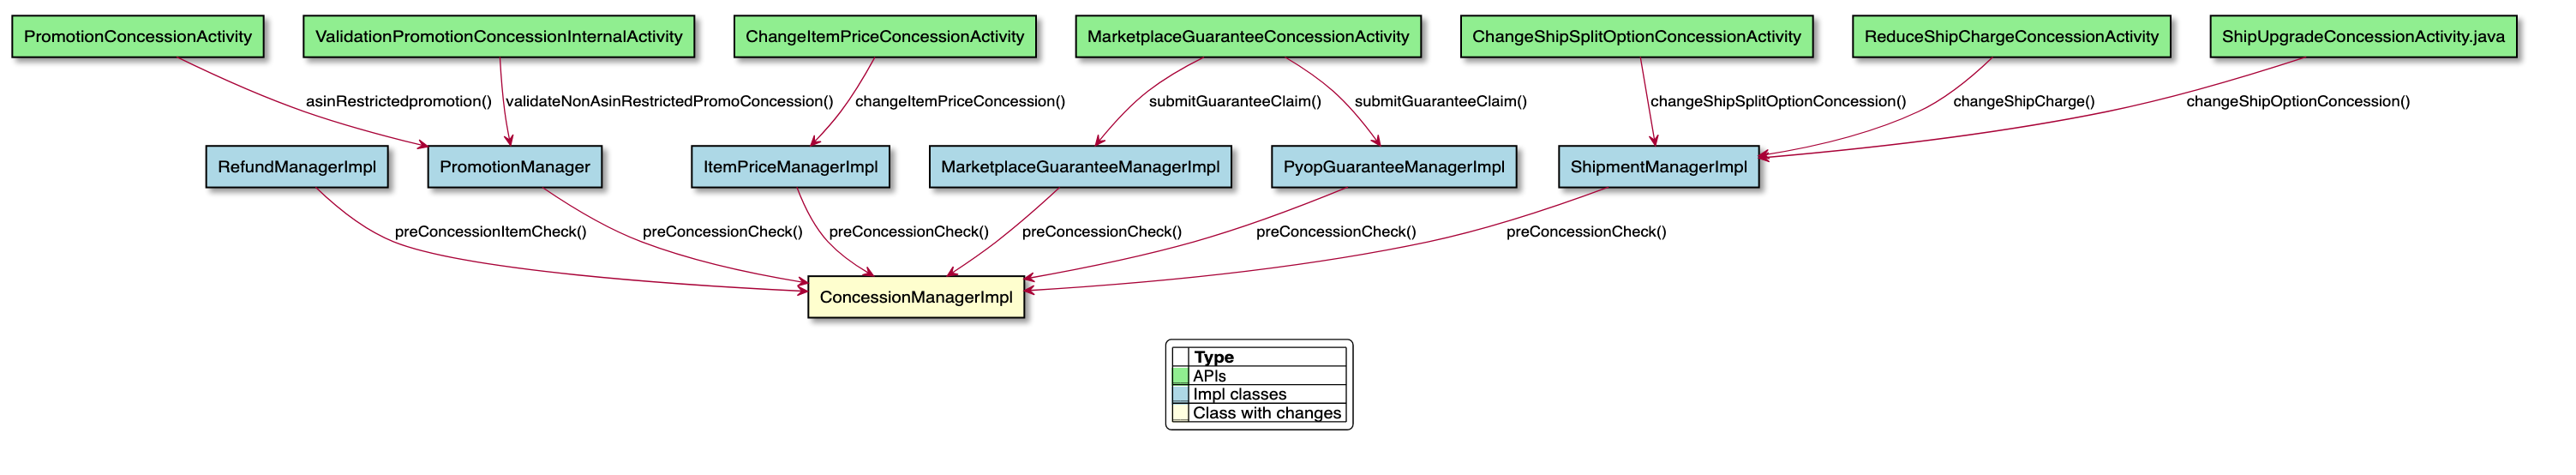 PromotionConcessionActivity
ValidationPromotionConcessionInternalActivity
ChangeItemPriceConcessionActivity
MarketplaceGuaranteeConcessionActivity
ChangeShipSplitOptionConcessionActivity
ReduceShipChargeConcessionActivity
ShipUpgradeConcessionActivity.java
asinRestrictedpromotion()
validateNonAsinRestrictedPromoConcession()
changeItemPriceConcession()
submitGuaranteeClaim()
submitGuaranteeClaim()
changeShipSplitOptionConcession()
changeShipCharge()
changeShipOptionConcession()
RefundManagerImpl
PromotionManager
ItemPriceManagerImpl
MarketplaceGuaranteeManagerImpl
PyopGuaranteeManagerImpl
ShipmentManagerImpl
preConcessionItemCheck()
preConcessionCheck()
preConcessionCheck()
preConcessionCheck()
preConcessionCheck()
preConcessionCheck()
ConcessionManagerImpl
Type
APIs
Impl classes
Class with changes